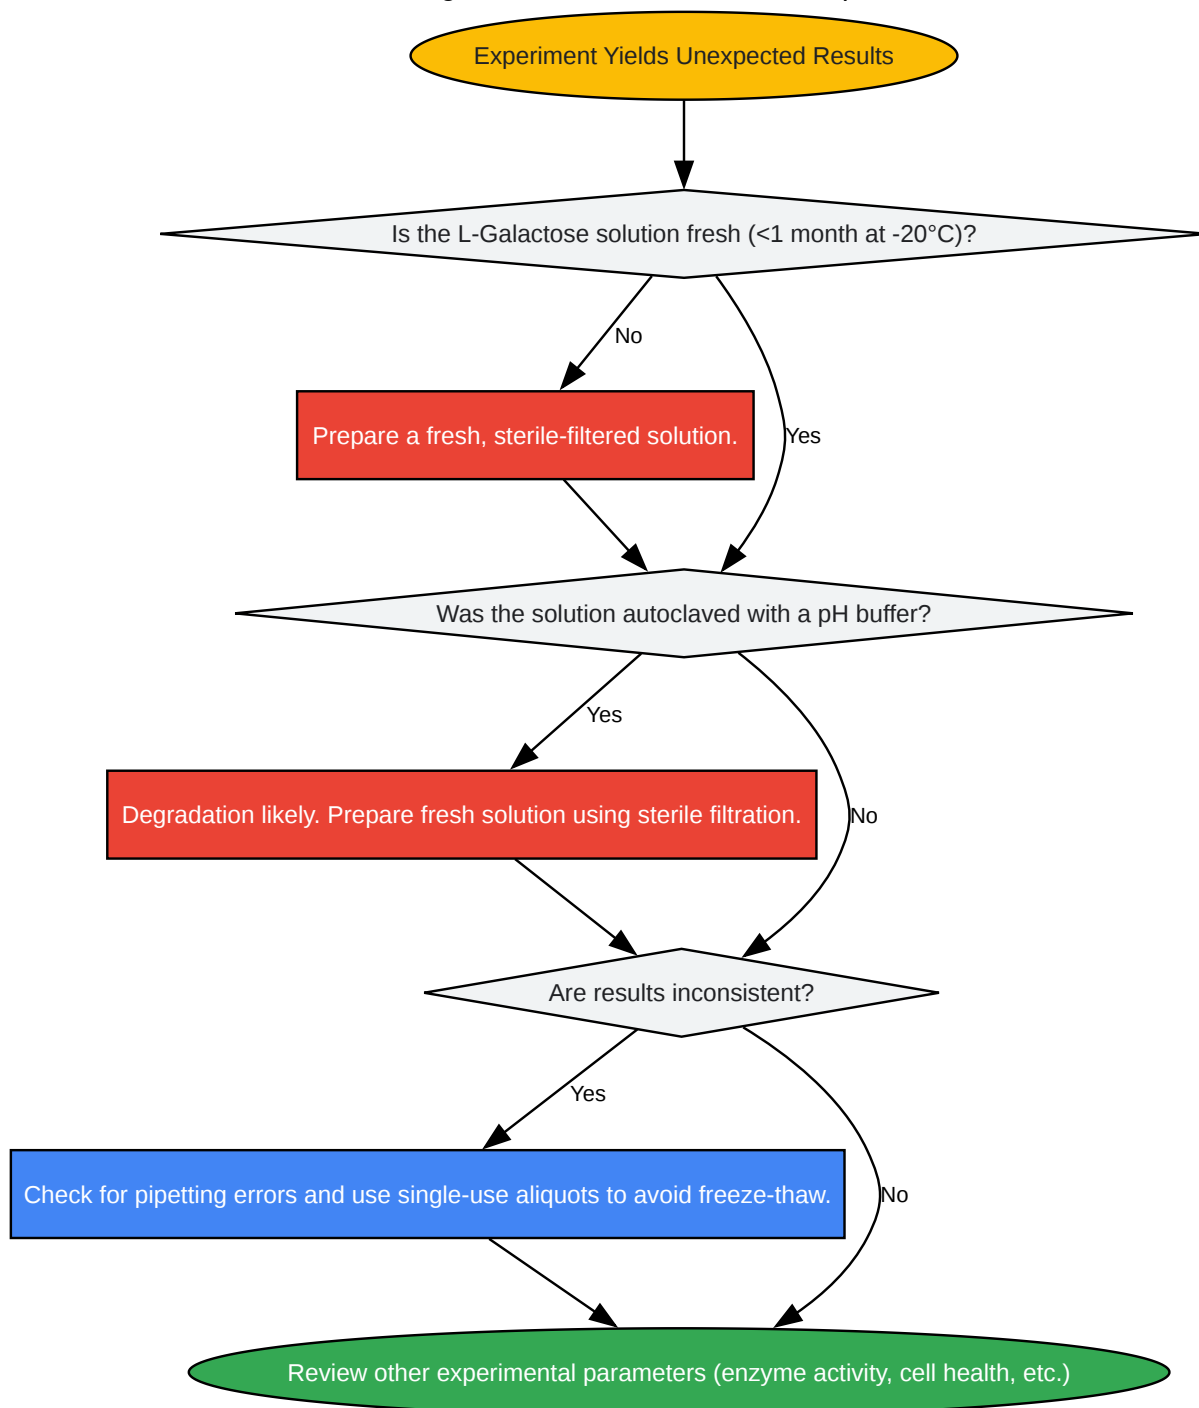 Experiment Yields Unexpected Results
Is the L-Galactose solution fresh (<1 month at -20°C)?
No
Prepare a fresh, sterile-filtered solution.
Yes
Was the solution autoclaved with a pH buffer?
Yes
Degradation likely. Prepare fresh solution using sterile filtration.
No
Are results inconsistent?
Yes
Check for pipetting errors and use single-use aliquots to avoid freeze-thaw.
No
Review other experimental parameters (enzyme activity, cell health, etc.)